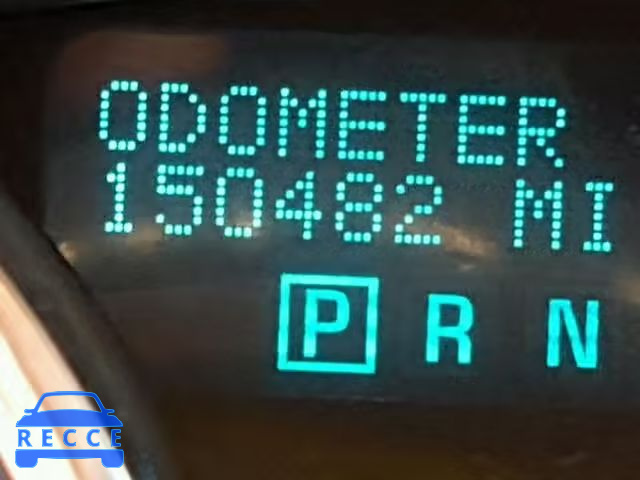 ODOMETER
150482 MI
P R N
RECCE